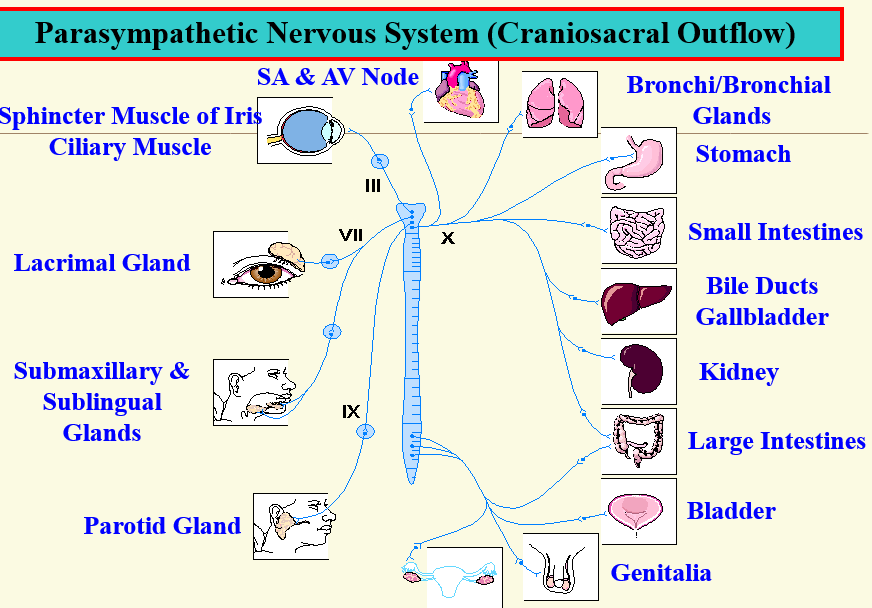 Parasympathetic Nervous System (Craniosacral Outflow)
SA & AV Node
Bronchi/Bronchial
Glands
Sphincter Muscle of Iris
Ciliary Muscle
Stomach
III
VII
X
Small Intestines
Lacrimal Gland
Bile Ducts
Gallbladder
Submaxillary &
Sublingual
Glands
Kidney
IX
Large Intestines
Parotid Gland
Bladder
Genitalia